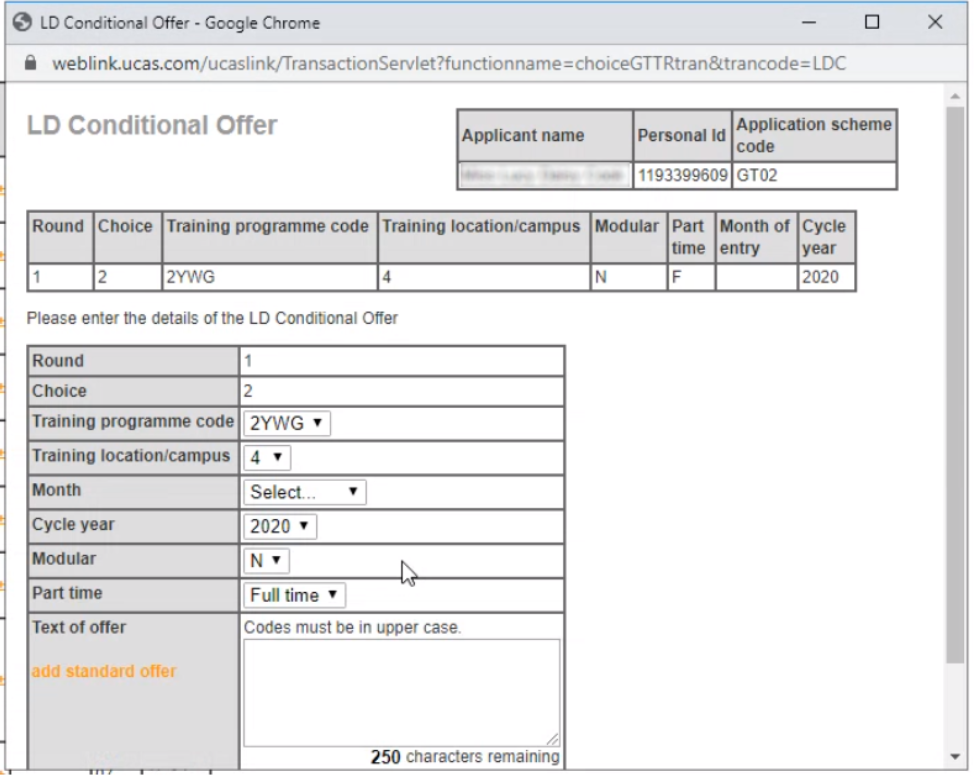 LD Conditional Offer - Google Chrome
weblink.ucas.com/ucaslink/TransactionServlet?functionname=choiceGTTRtran&trancode=LDC
LD Conditional Offer
Applicant name Personal Id Application scheme code
1193399609 GT02
Round Choice Training programme code Training location/campus Modular Part time Month of entry Cycle year
1 2 2YWG 4 N F 2020
Please enter the details of the LD Conditional Offer
Round 1
Choice 2
Training programme code 2YWG
Training location/campus 4
Month Select...
Cycle year 2020
Modular N
Part time Full time
Text of offer Codes must be in upper case.
add standard offer
250 characters remaining